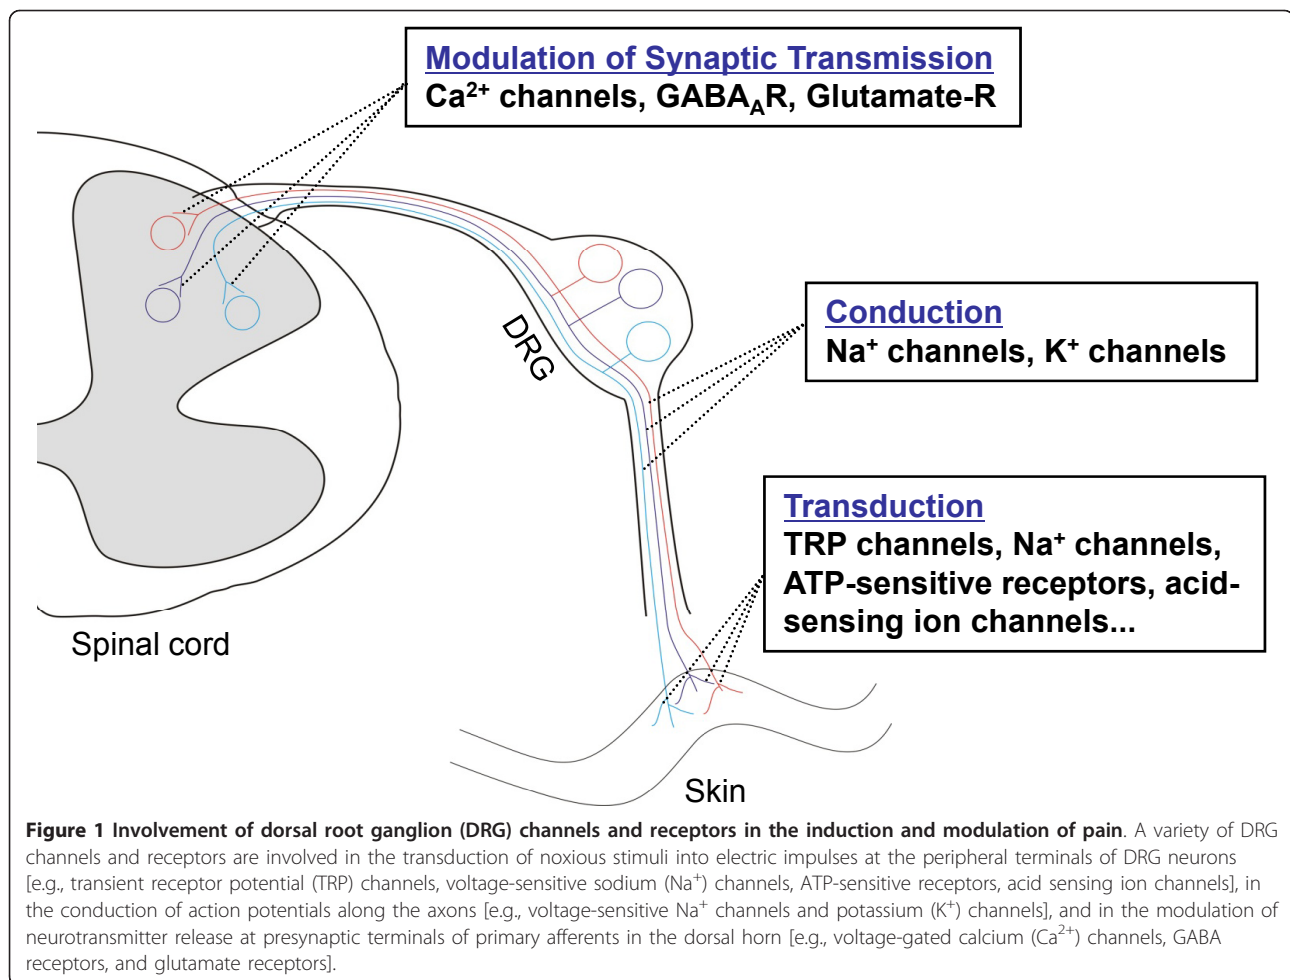 Modulation of Synaptic Transmission
Ca²⁺ channels, GABA_AR, Glutamate-R
DRG
Conduction
Na⁺ channels, K⁺ channels
Transduction
TRP channels, Na⁺ channels,
ATP-sensitive receptors, acid-
sensing ion channels...
Spinal cord
Skin
Figure 1 Involvement of dorsal root ganglion (DRG) channels and receptors in the induction and modulation of pain. A variety of DRG
channels and receptors are involved in the transduction of noxious stimuli into electric impulses at the peripheral terminals of DRG neurons
[e.g., transient receptor potential (TRP) channels, voltage-sensitive sodium (Na⁺) channels, ATP-sensitive receptors, acid sensing ion channels], in
the conduction of action potentials along the axons [e.g., voltage-sensitive Na⁺ channels and potassium (K⁺) channels], and in the modulation of
neurotransmitter release at presynaptic terminals of primary afferents in the dorsal horn [e.g., voltage-gated calcium (Ca²⁺) channels, GABA
receptors, and glutamate receptors].